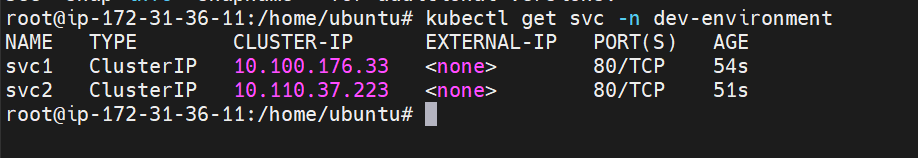 root@ip-172-31-36-11:/home/ubuntu# kubectl get svc -n dev-environment
NAME TYPE CLUSTER-IP EXTERNAL-IP PORT(S) AGE
svc1 ClusterIP 10.100.176.33 <none> 80/TCP 54s
svc2 ClusterIP 10.110.37.223 <none> 80/TCP 51s
root@ip-172-31-36-11:/home/ubuntu#